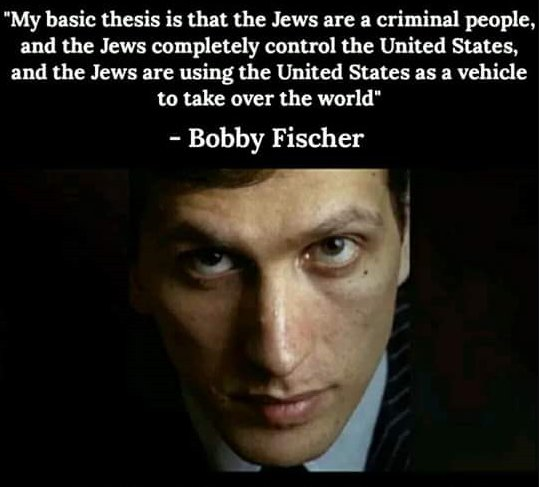 "My basic thesis is that the Jews are a criminal people,
and the Jews completely control the United States,
and the Jews are using the United States as a vehicle
to take over the world"
- Bobby Fischer